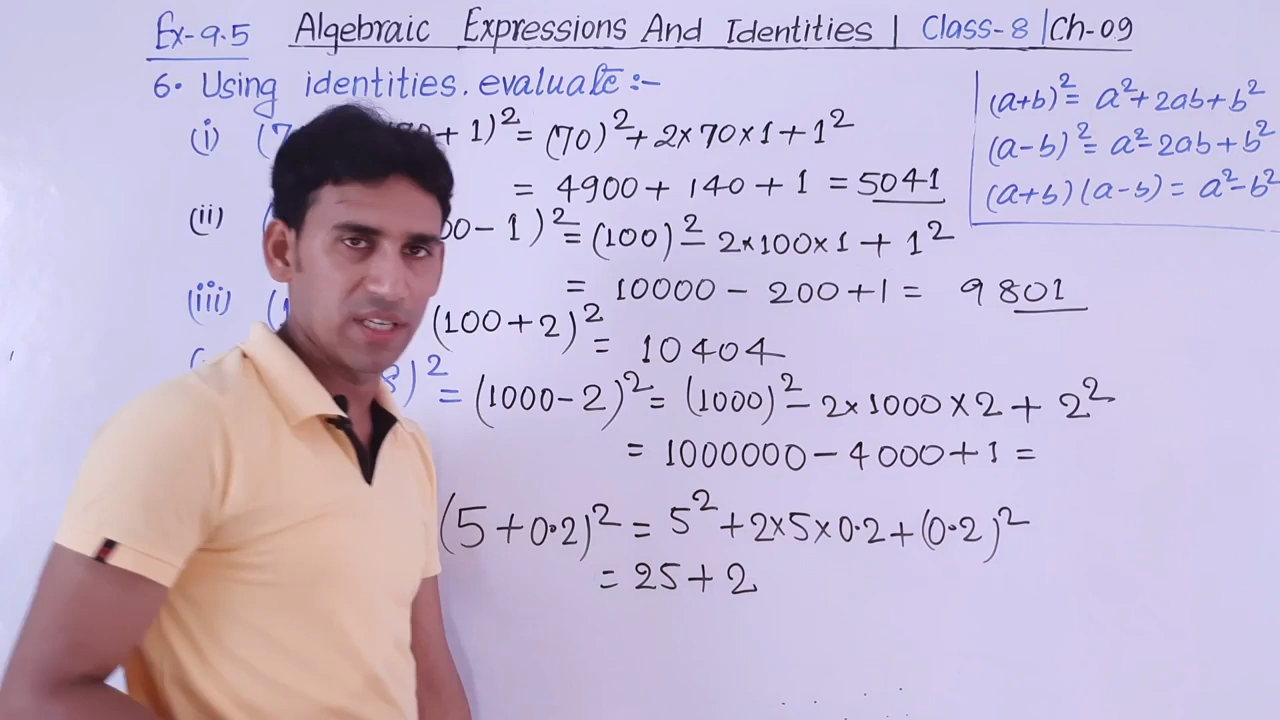 Ex-9.5 Algebraic Expressions And Identities | Class-8 | Ch-09
6. Using identities. evaluate :-
(a+b)² = a²+2ab+b²
(a-b)² = a²-2ab+b²
(a+b)(a-b) = a²-b²
(i) (7 + 1)² = (70)² + 2×70×1 + 1²
= 4900 + 140 + 1 = 5041
(ii) 00 - 1)² = (100)² - 2×100×1 + 1²
= 10000 - 200 + 1 = 9801
(iii) (1 (100+2)²
= 10404
8)² = (1000-2)² = (1000)² - 2×1000×2 + 2²
= 1000000 - 4000 + 1 =
(5+0.2)² = 5² + 2×5×0.2 + (0.2)²
= 25 + 2